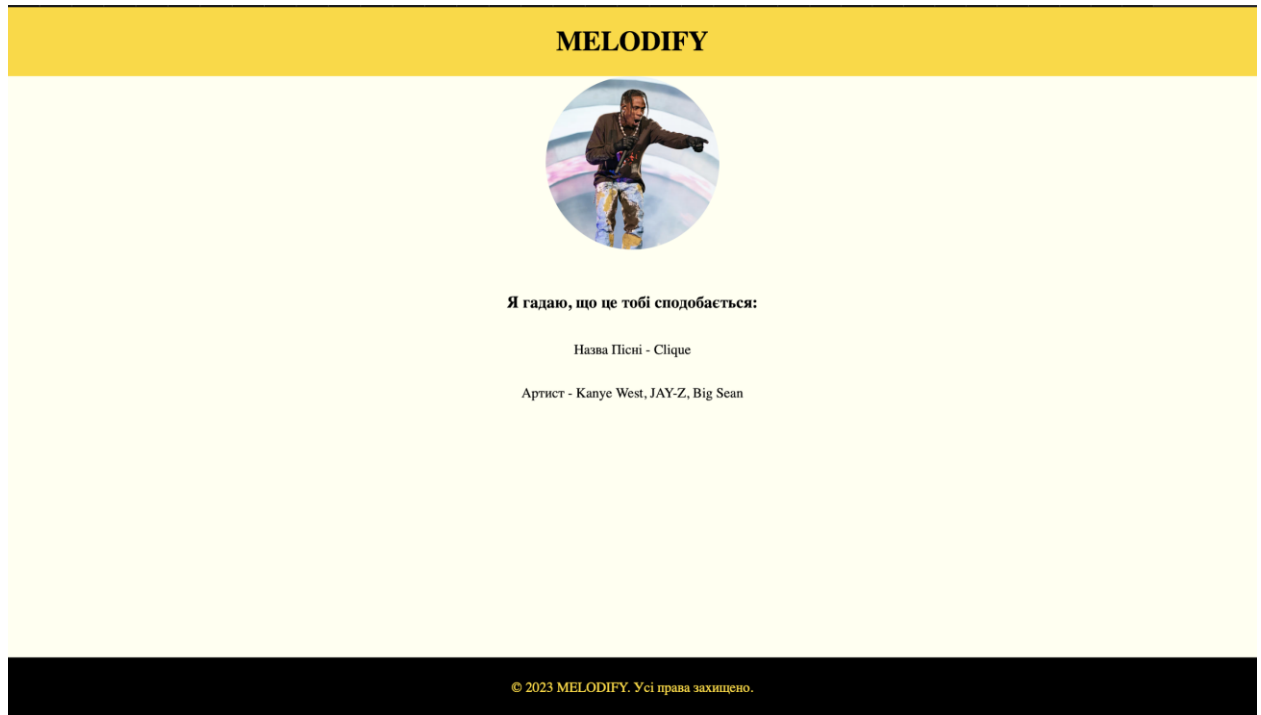 MELODIFY
Я гадаю, що це тобі сподобається:
Назва Пісні - Clique
Артист - Kanye West, JAY-Z, Big Sean
© 2023 MELODIFY. Усі права захищено.